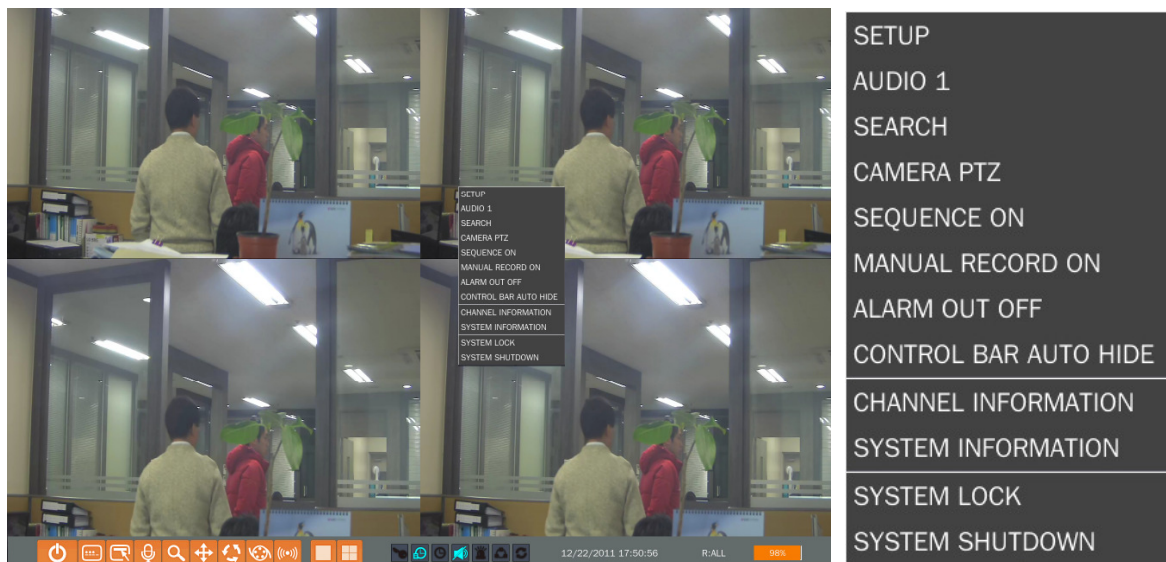 SETUP
AUDIO 1
SEARCH
CAMERA PTZ
SEQUENCE ON
MANUAL RECORD ON
ALARM OUT OFF
CONTROL BAR AUTO HIDE
CHANNEL INFORMATION
SYSTEM INFORMATION
SYSTEM LOCK
SYSTEM SHUTDOWN
12/22/2011 17:50:56 R:ALL 98%
SETUP
AUDIO 1
SEARCH
CAMERA PTZ
SEQUENCE ON
MANUAL RECORD ON
ALARM OUT OFF
CONTROL BAR AUTO HIDE
CHANNEL INFORMATION
SYSTEM INFORMATION
SYSTEM LOCK
SYSTEM SHUTDOWN